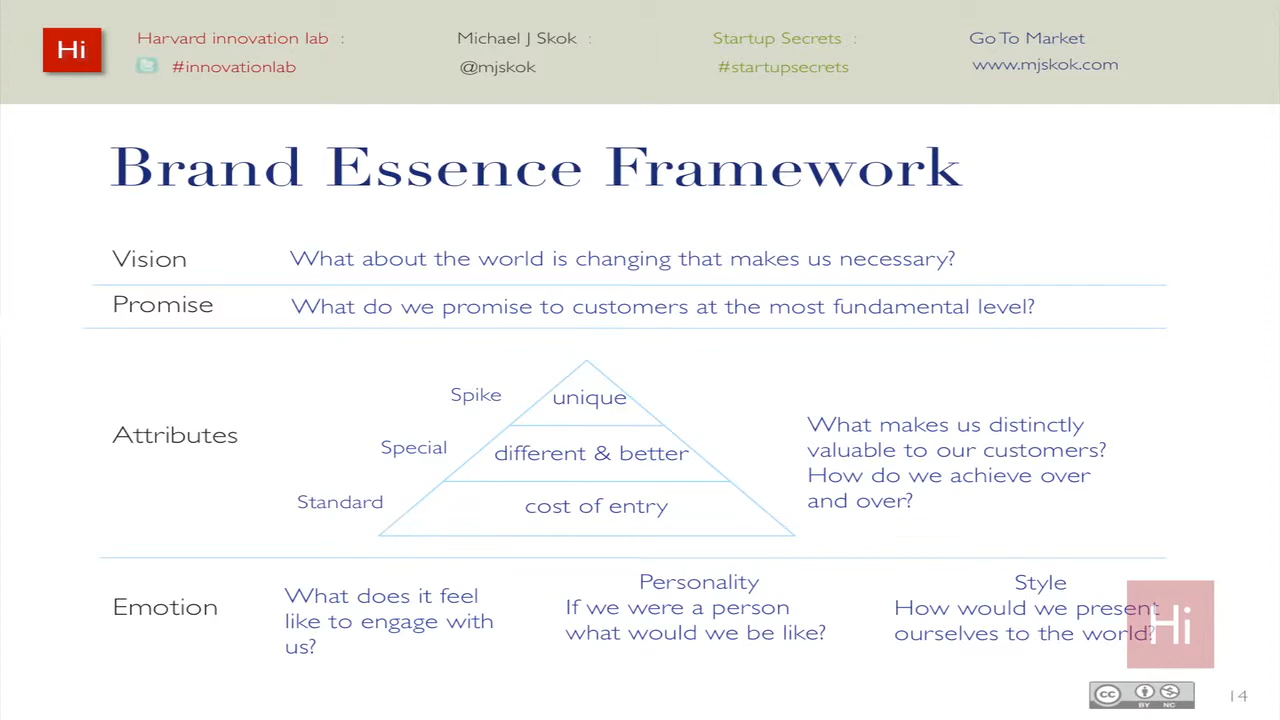 Hi
Harvard innovation lab :
#innovationlab
Michael J Skok :
@mjskok
Startup Secrets :
#startupsecrets
Go To Market
www.mjskok.com
Brand Essence Framework
Vision
What about the world is changing that makes us necessary?
Promise
What do we promise to customers at the most fundamental level?
Attributes
Spike
unique
Special
different & better
Standard
cost of entry
What makes us distinctly
valuable to our customers?
How do we achieve over
and over?
Emotion
What does it feel
like to engage with
us?
Personality
If we were a person
what would we be like?
Style
How would we present
ourselves to the world?
Hi
cc
BY NC
14